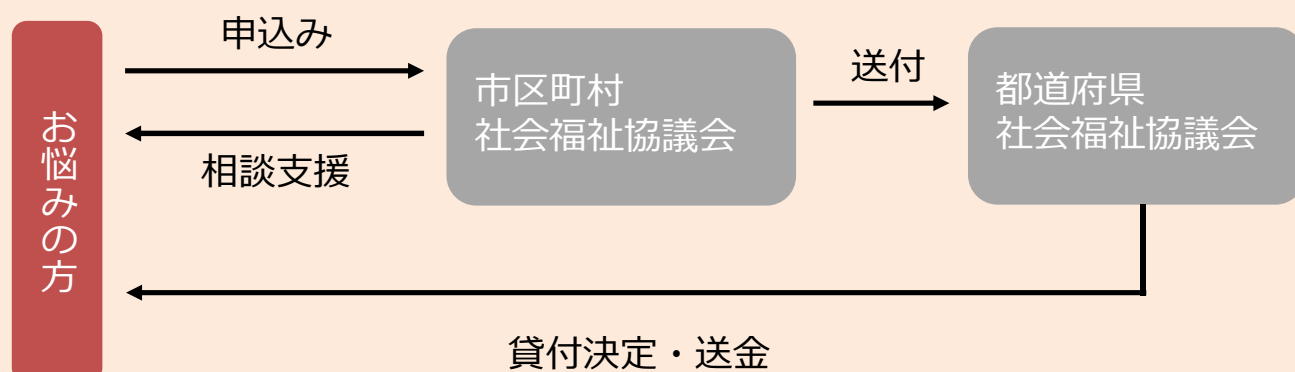 お悩みの方
申込み
相談支援
市区町村
社会福祉協議会
送付
都道府県
社会福祉協議会
貸付決定・送金